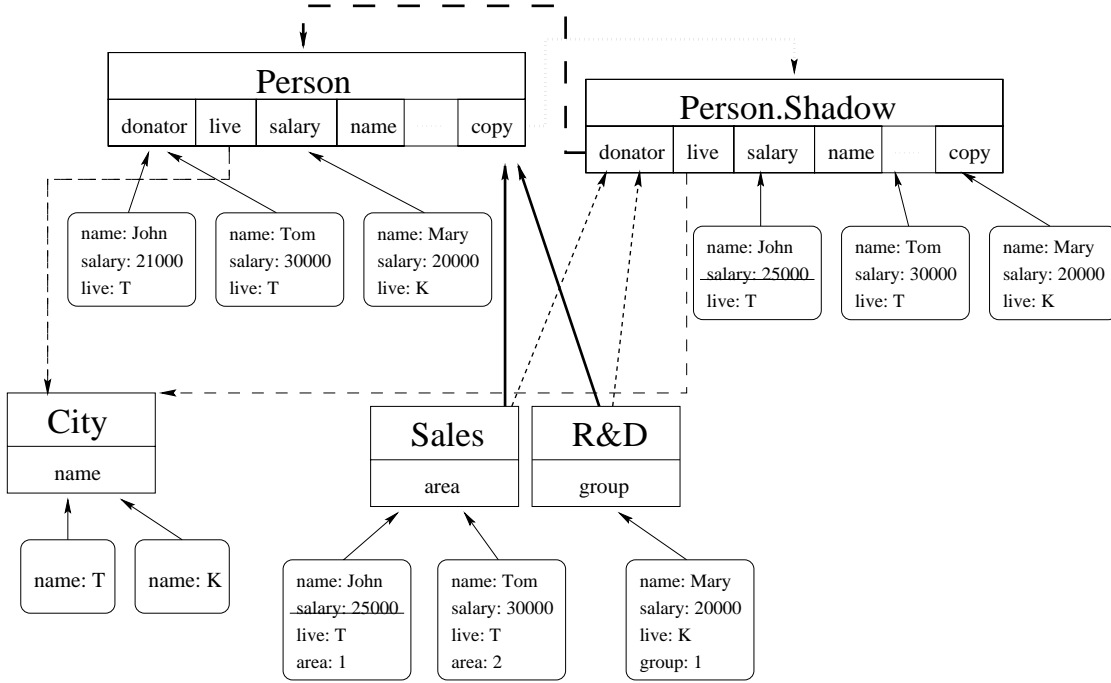 Person
donator live salary name ...... copy
Person.Shadow
donator live salary name ...... copy
name: John
salary: 21000
live: T
name: Tom
salary: 30000
live: T
name: Mary
salary: 20000
live: K
name: John
salary: 25000
live: T
name: Tom
salary: 30000
live: T
name: Mary
salary: 20000
live: K
City
name
Sales
area
R&D
group
name: T
name: K
name: John
salary: 25000
live: T
area: 1
name: Tom
salary: 30000
live: T
area: 2
name: Mary
salary: 20000
live: K
group: 1